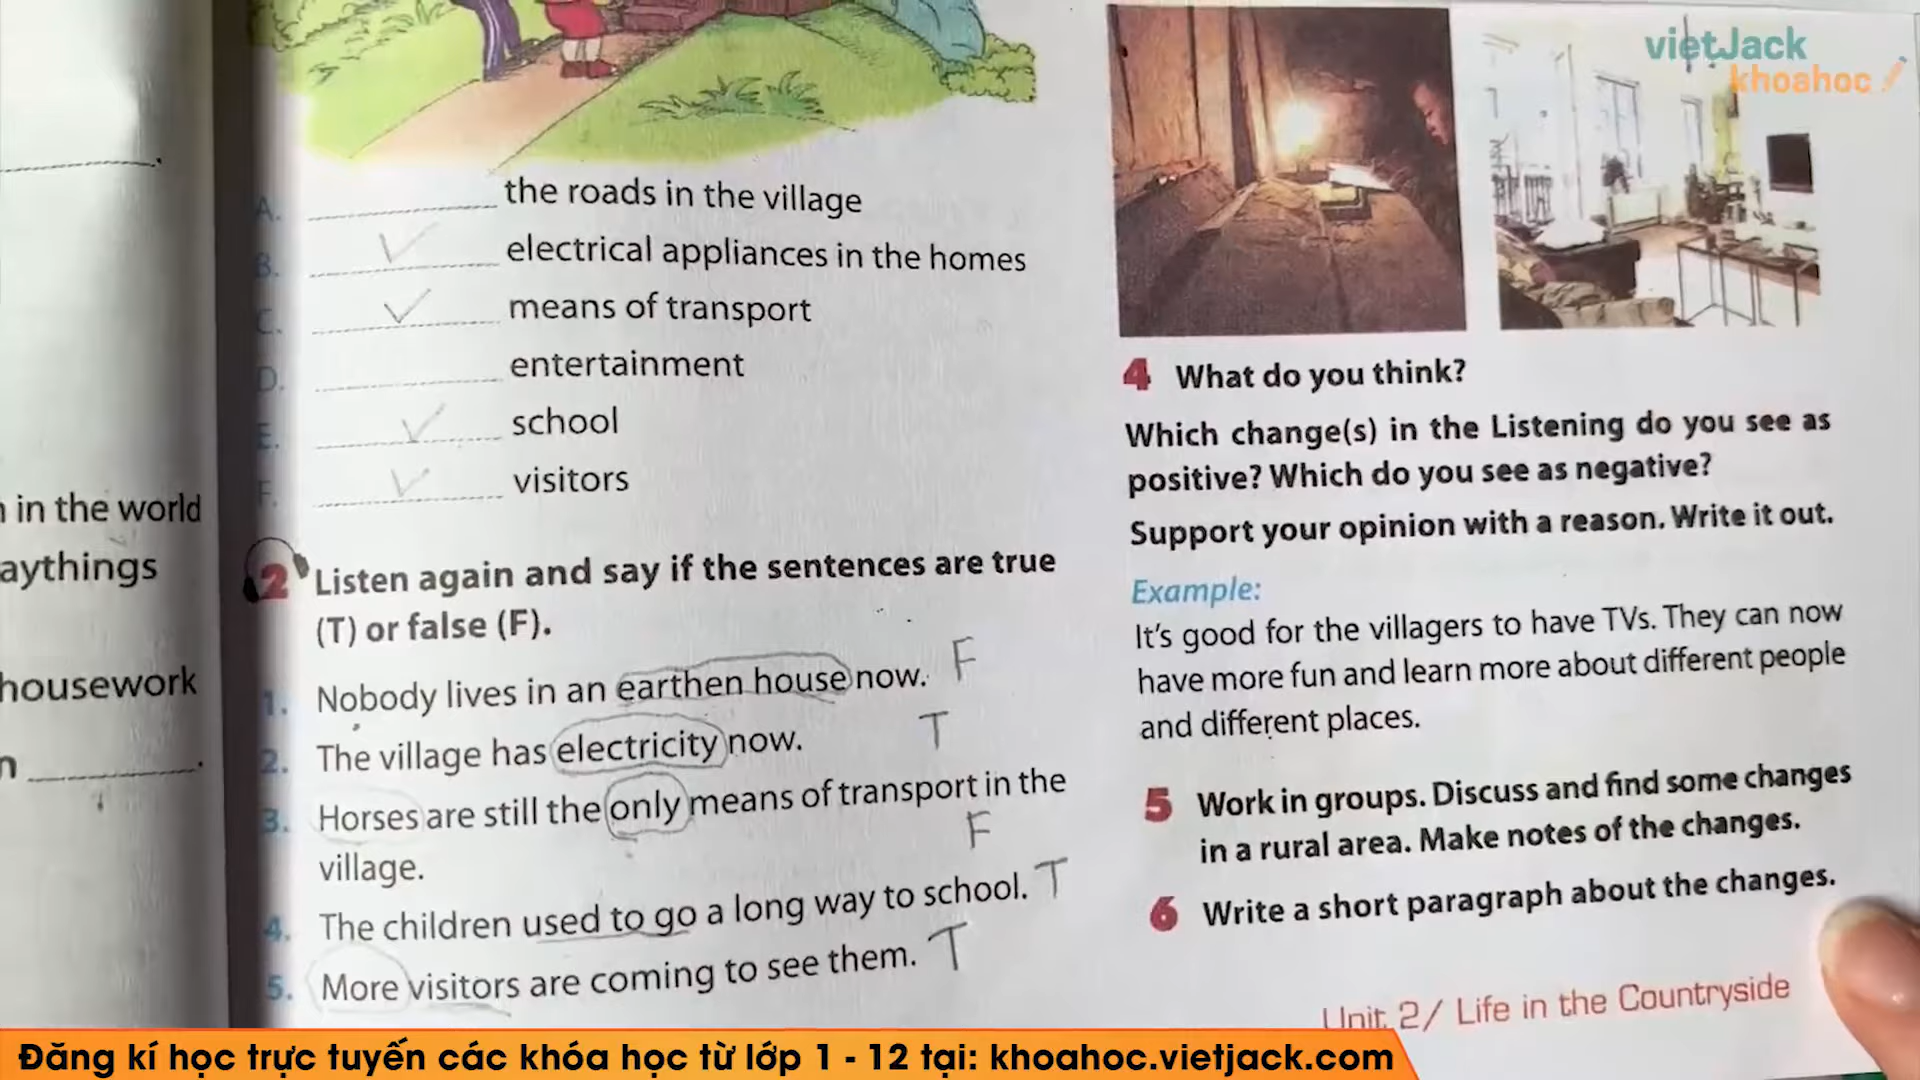 in the world
aythings
housework
n ____________.
A. ____________ the roads in the village
B. ____________ electrical appliances in the homes
C. ____________ means of transport
D. ____________ entertainment
E. ____________ school
F. ____________ visitors
2 Listen again and say if the sentences are true
(T) or false (F).
1. Nobody lives in an earthen house now. F
2. The village has electricity now. T
3. Horses are still the only means of transport in the
village. F
4. The children used to go a long way to school. T
5. More visitors are coming to see them. T
vietJack
khoahoc
4 What do you think?
Which change(s) in the Listening do you see as
positive? Which do you see as negative?
Support your opinion with a reason. Write it out.
Example:
It's good for the villagers to have TVs. They can now
have more fun and learn more about different people
and different places.
5 Work in groups. Discuss and find some changes
in a rural area. Make notes of the changes.
6 Write a short paragraph about the changes.
Unit 2/ Life in the Countryside
Đăng kí học trực tuyến các khóa học từ lớp 1 - 12 tại: khoahoc.vietjack.com